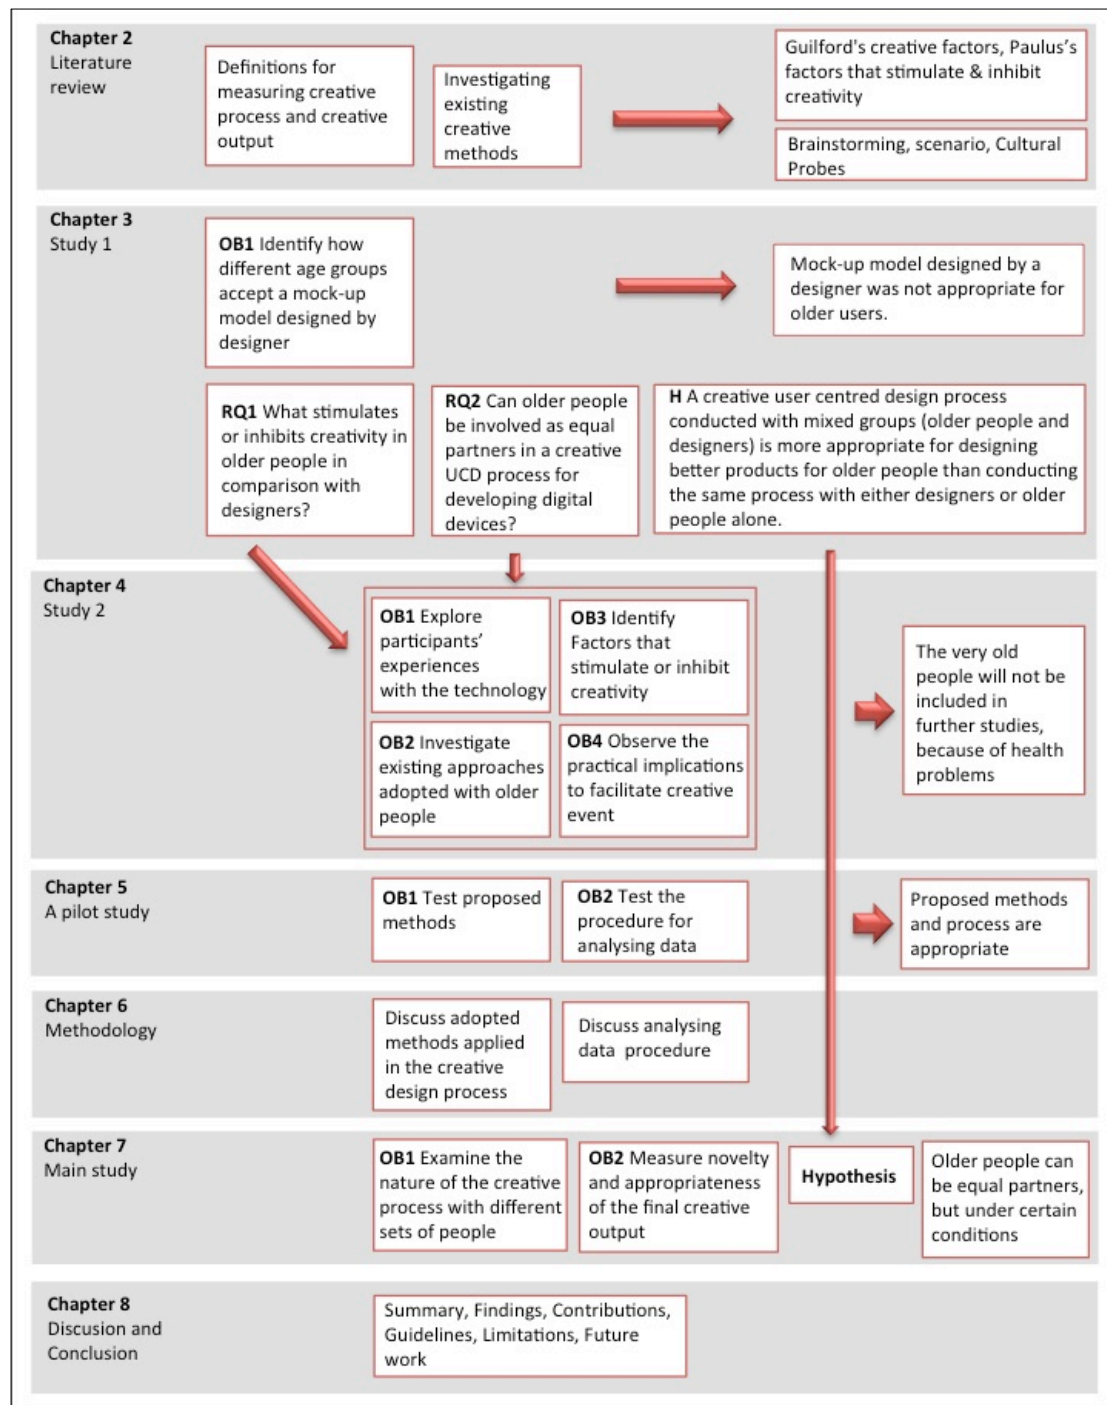 Chapter 2
Literature
review
Definitions for
measuring creative
process and creative
output
Investigating
existing
creative
methods
Guilford's creative factors, Paulus's
factors that stimulate & inhibit
creativity
Brainstorming, scenario, Cultural
Probes
Chapter 3
Study 1
OB1 Identify how
different age groups
accept a mock-up
model designed by
designer
Mock-up model designed by a
designer was not appropriate for
older users.
RQ1 What stimulates
or inhibits creativity in
older people in
comparison with
designers?
RQ2 Can older people
be involved as equal
partners in a creative
UCD process for
developing digital
devices?
H A creative user centred design process
conducted with mixed groups (older people and
designers) is more appropriate for designing
better products for older people than conducting
the same process with either designers or older
people alone.
Chapter 4
Study 2
OB1 Explore
participants'
experiences
with the technology
OB3 Identify
Factors that
stimulate or inhibit
creativity
OB2 Investigate
existing approaches
adopted with older
people
OB4 Observe the
practical implications
to facilitate creative
event
The very old
people will not be
included in
further studies,
because of health
problems
Chapter 5
A pilot study
OB1 Test proposed
methods
OB2 Test the
procedure for
analysing data
Proposed methods
and process are
appropriate
Chapter 6
Methodology
Discuss adopted
methods applied
in the creative
design process
Discuss analysing
data procedure
Chapter 7
Main study
OB1 Examine the
nature of the creative
process with different
sets of people
OB2 Measure novelty
and appropriateness
of the final creative
output
Hypothesis
Older people can
be equal partners,
but under certain
conditions
Chapter 8
Discusion and
Conclusion
Summary, Findings, Contributions,
Guidelines, Limitations, Future
work